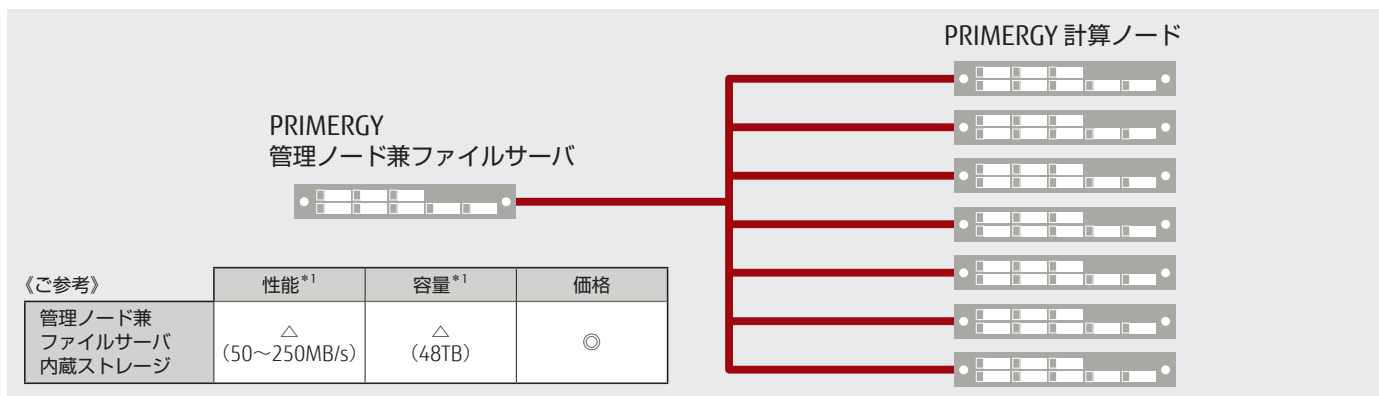 PRIMERGY 計算ノード
PRIMERGY
管理ノード兼ファイルサーバ
《ご参考》
性能*1
容量*1
価格
管理ノード兼
ファイルサーバ
内蔵ストレージ
△
（50～250MB/s）
△
（48TB）
◎